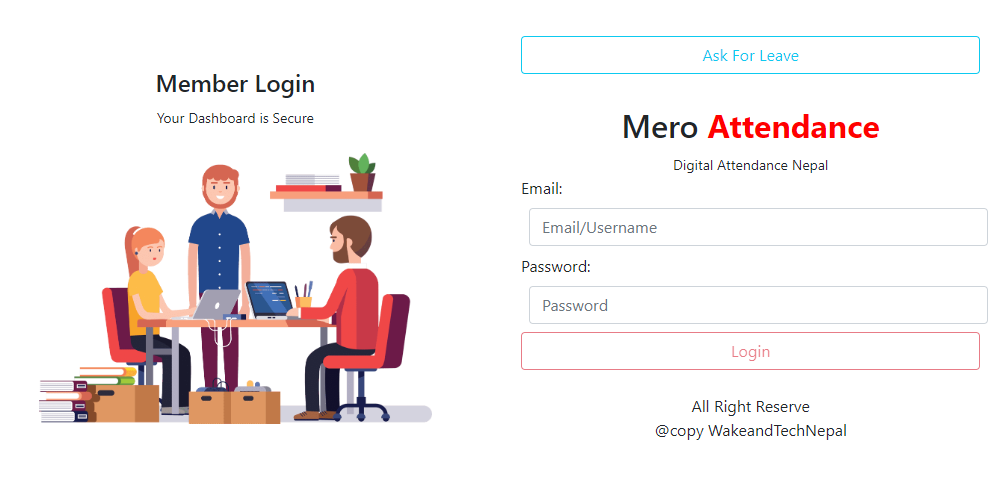 Member Login
Your Dashboard is Secure
Ask For Leave
Mero Attendance
Digital Attendance Nepal
Email:
Email/Username
Password:
Password
Login
All Right Reserve
@copy WakeandTechNepal